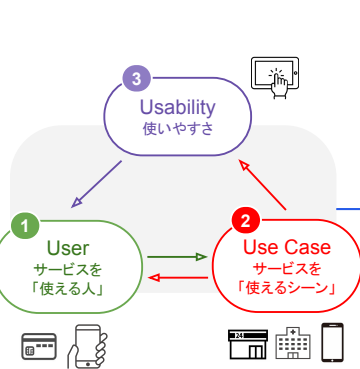 3
Usability
使いやすさ
1
User
サービスを
「使える人」
2
Use Case
サービスを
「使えるシーン」
24